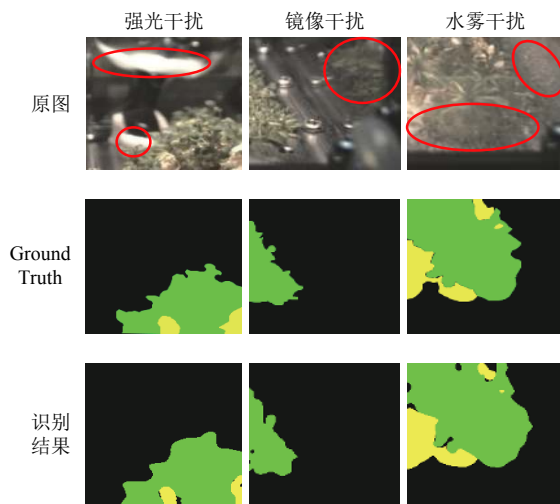 强光干扰 镜像干扰 水雾干扰
原图
Ground
Truth
识别
结果